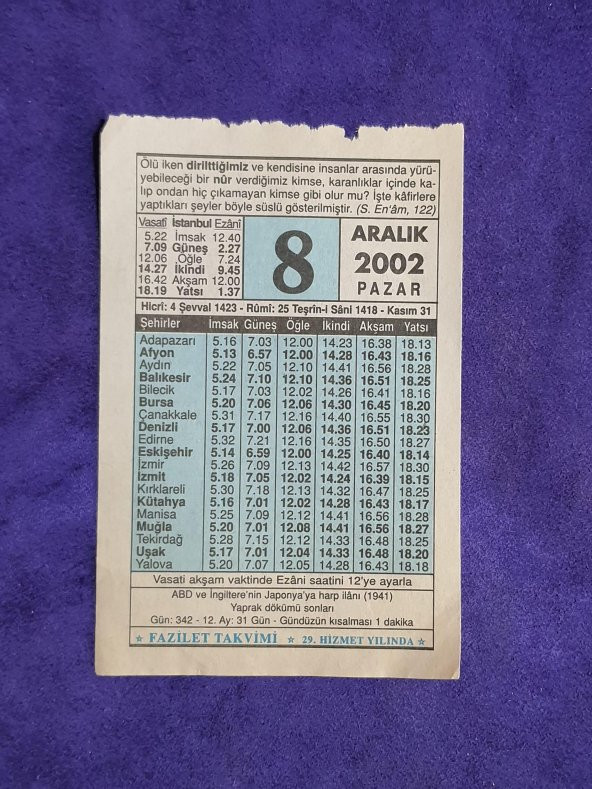 Ölü iken dirilttiğimiz ve kendisine insanlar arasında yürü-
yebileceği bir nûr verdiğimiz kimse, karanlıklar içinde ka-
lıp ondan hiç çıkamayan kimse gibi olur mu? İşte kâfirlere
yaptıkları şeyler böyle süslü gösterilmiştir. (S. En'âm, 122)
Vasatî İstanbul Ezânî
5.22 İmsak 12.40
7.09 Güneş 2.27
12.06 Öğle 7.24
14.27 İkindi 9.45
16.42 Akşam 12.00
18.19 Yatsı 1.37
8
ARALIK
2002
PAZAR
Hicrî: 4 Şevval 1423 - Rûmî: 25 Teşrin-i Sâni 1418 - Kasım 31
Şehirler İmsak Güneş Öğle İkindi Akşam Yatsı
Adapazarı 5.16 7.03 12.00 14.23 16.38 18.13
Afyon 5.13 6.57 12.00 14.28 16.43 18.16
Aydın 5.22 7.05 12.10 14.41 16.56 18.28
Balıkesir 5.24 7.10 12.10 14.36 16.51 18.25
Bilecik 5.17 7.03 12.02 14.26 16.41 18.16
Bursa 5.20 7.06 12.06 14.30 16.45 18.20
Çanakkale 5.31 7.17 12.16 14.40 16.55 18.30
Denizli 5.17 7.00 12.06 14.36 16.51 18.23
Edirne 5.32 7.21 12.16 14.35 16.50 18.27
Eskişehir 5.14 6.59 12.00 14.25 16.40 18.14
İzmir 5.26 7.09 12.13 14.42 16.57 18.30
İzmit 5.18 7.05 12.02 14.24 16.39 18.15
Kırklareli 5.30 7.18 12.13 14.32 16.47 18.25
Kütahya 5.16 7.01 12.02 14.28 16.43 18.17
Manisa 5.25 7.09 12.12 14.41 16.56 18.28
Muğla 5.20 7.01 12.08 14.41 16.56 18.27
Tekirdağ 5.28 7.15 12.12 14.33 16.48 18.25
Uşak 5.17 7.01 12.04 14.33 16.48 18.20
Yalova 5.20 7.07 12.05 14.28 16.43 18.18
Vasati akşam vaktinde Ezâni saatini 12'ye ayarla
ABD ve İngiltere'nin Japonya'ya harp ilânı (1941)
Yaprak dökümü sonları
Gün: 342 - 12. Ay: 31 Gün - Gündüzün kısalması 1 dakika
FAZİLET TAKVİMİ 29. HİZMET YILINDA